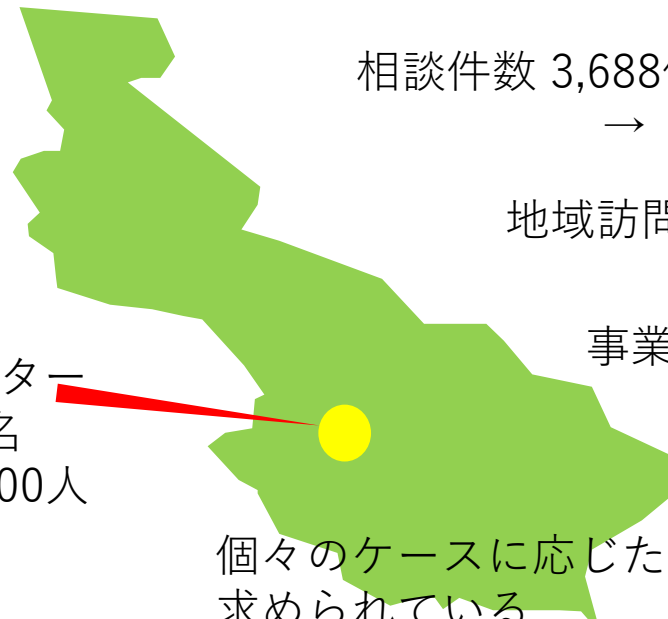 相談件数 3,688
→
地域訪問
事業
ター
名
00人
個々のケースに応じた
求められている